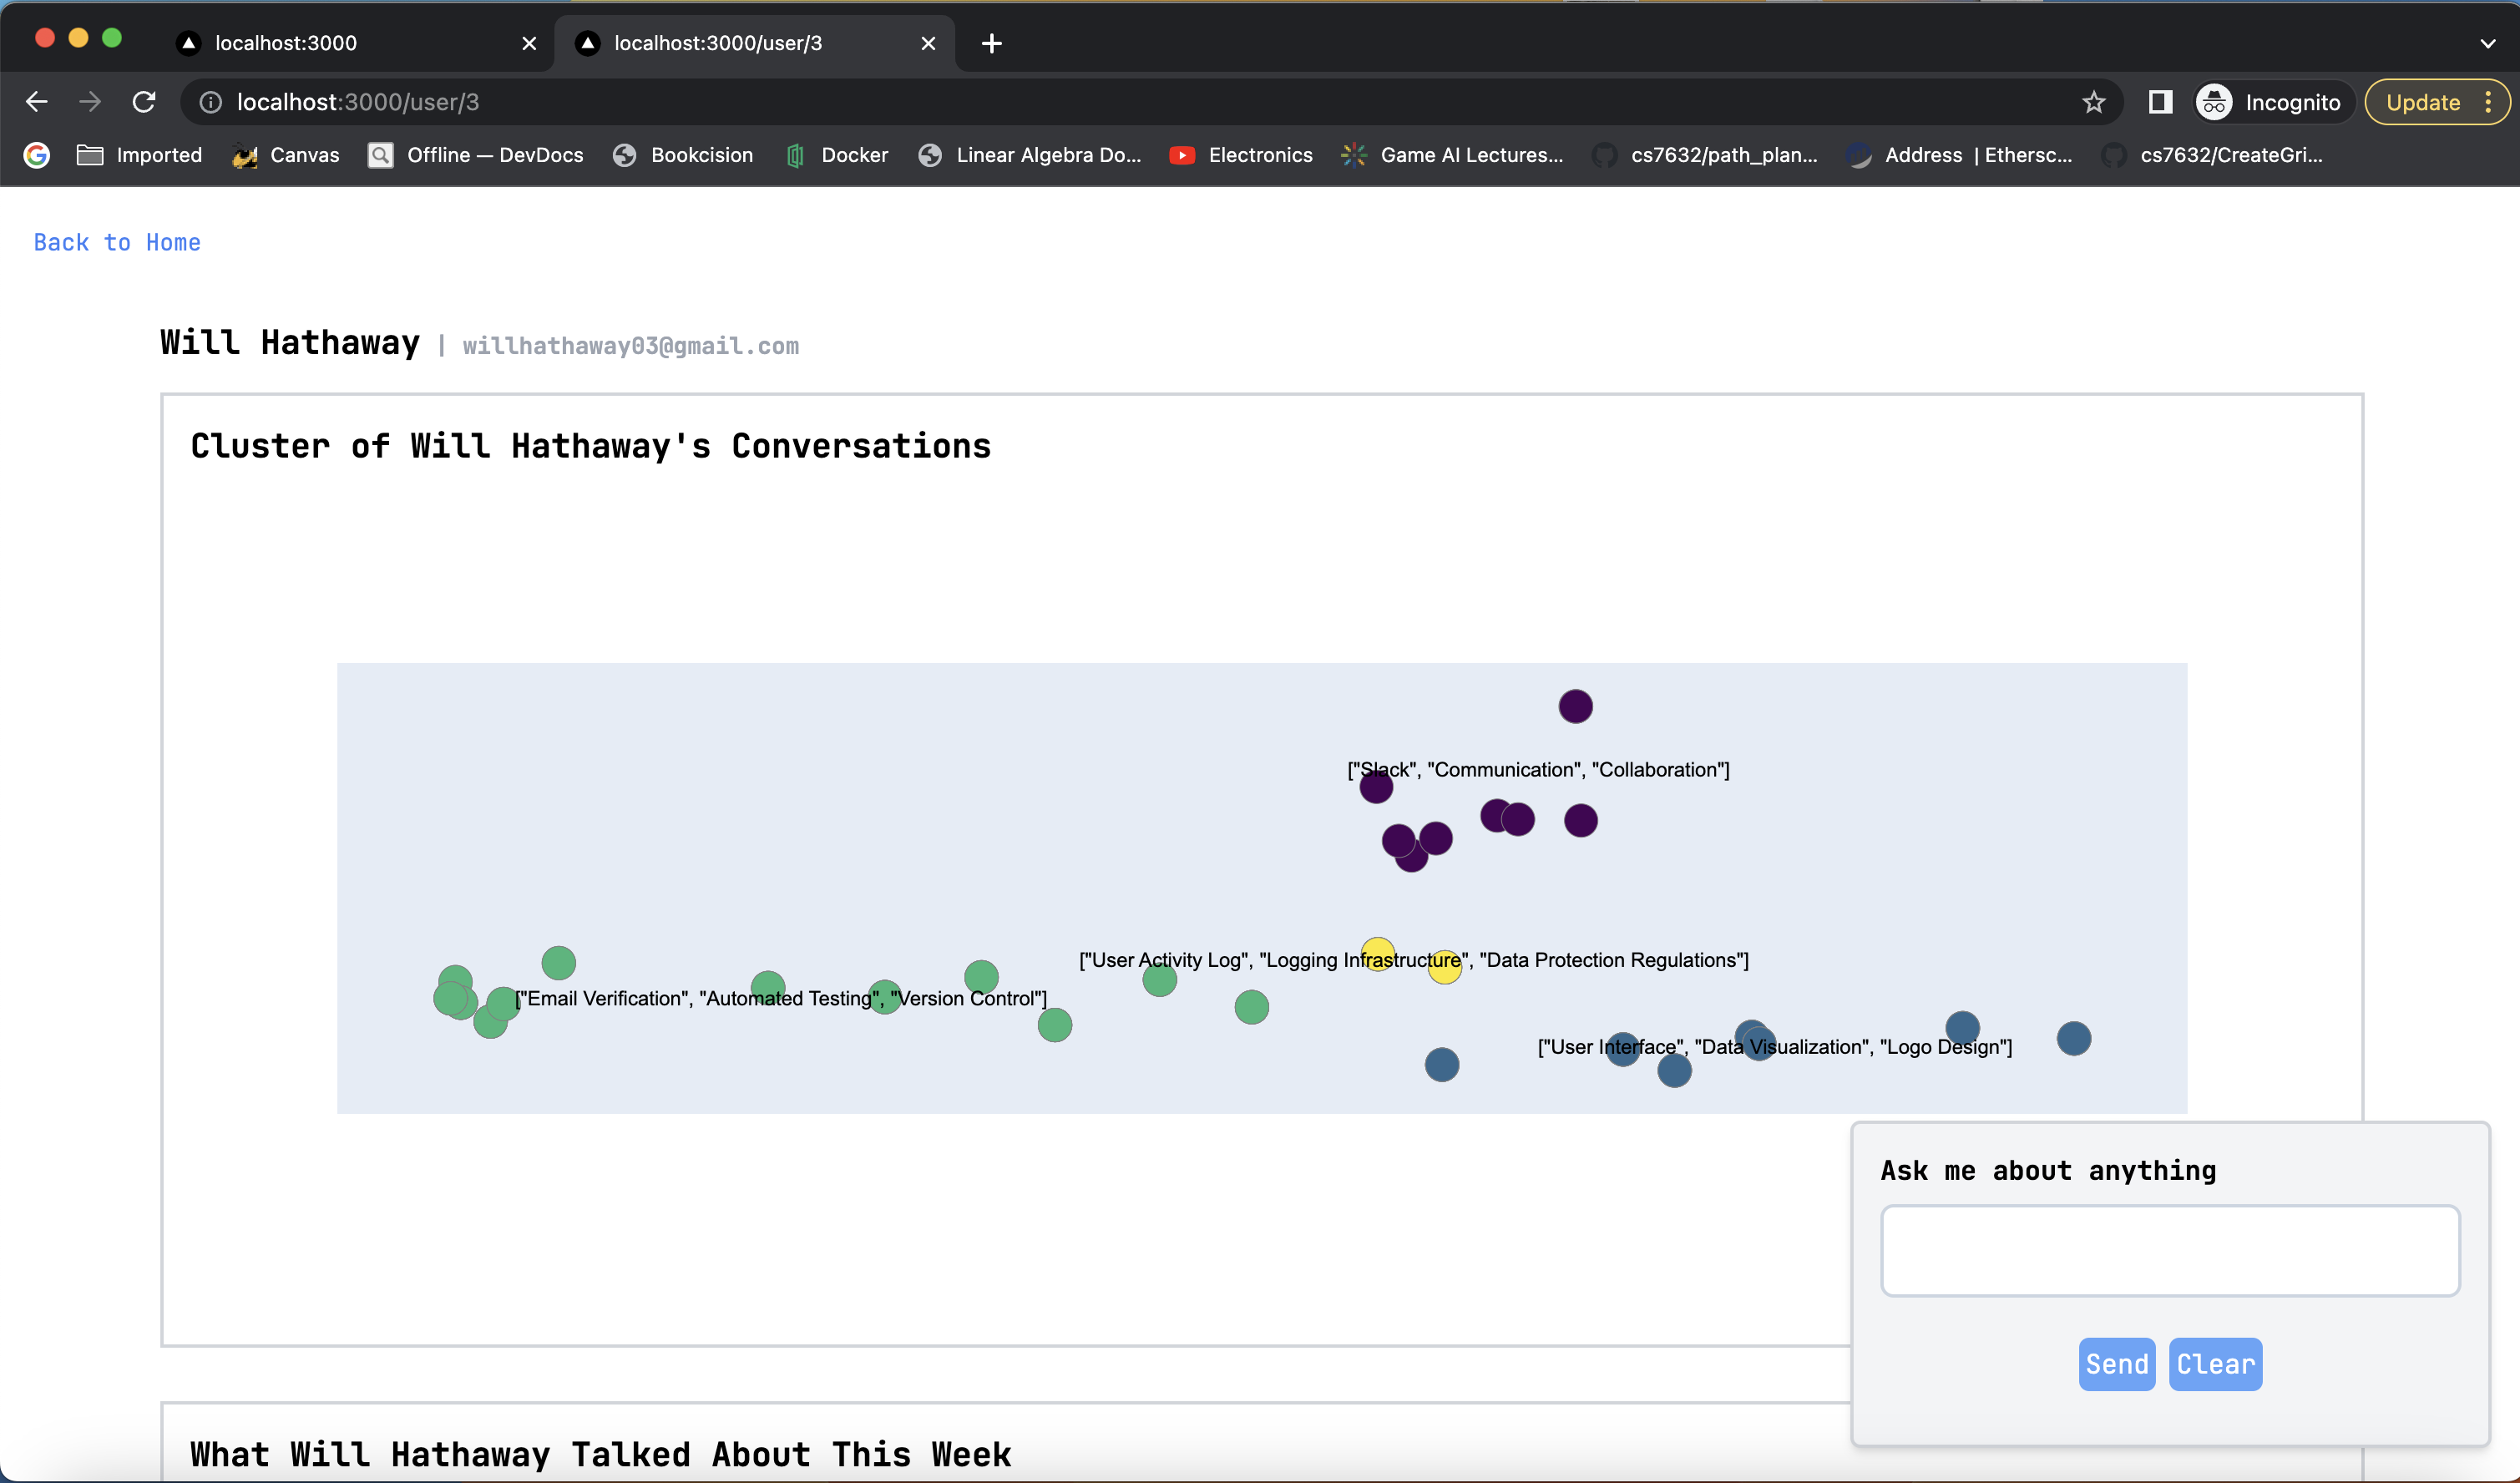 localhost:3000
localhost:3000/user/3
localhost:3000/user/3
Incognito
Update
Imported
Canvas
Offline — DevDocs
Bookcision
Docker
Linear Algebra Do...
Electronics
Game AI Lectures...
cs7632/path_plan...
Address | Ethersc...
cs7632/CreateGri...
Back to Home
Will Hathaway | willhathaway03@gmail.com
Cluster of Will Hathaway's Conversations
["Slack", "Communication", "Collaboration"]
["User Activity Log", "Logging Infrastructure", "Data Protection Regulations"]
["Email Verification", "Automated Testing", "Version Control"]
["User Interface", "Data Visualization", "Logo Design"]
Ask me about anything
Send
Clear
What Will Hathaway Talked About This Week